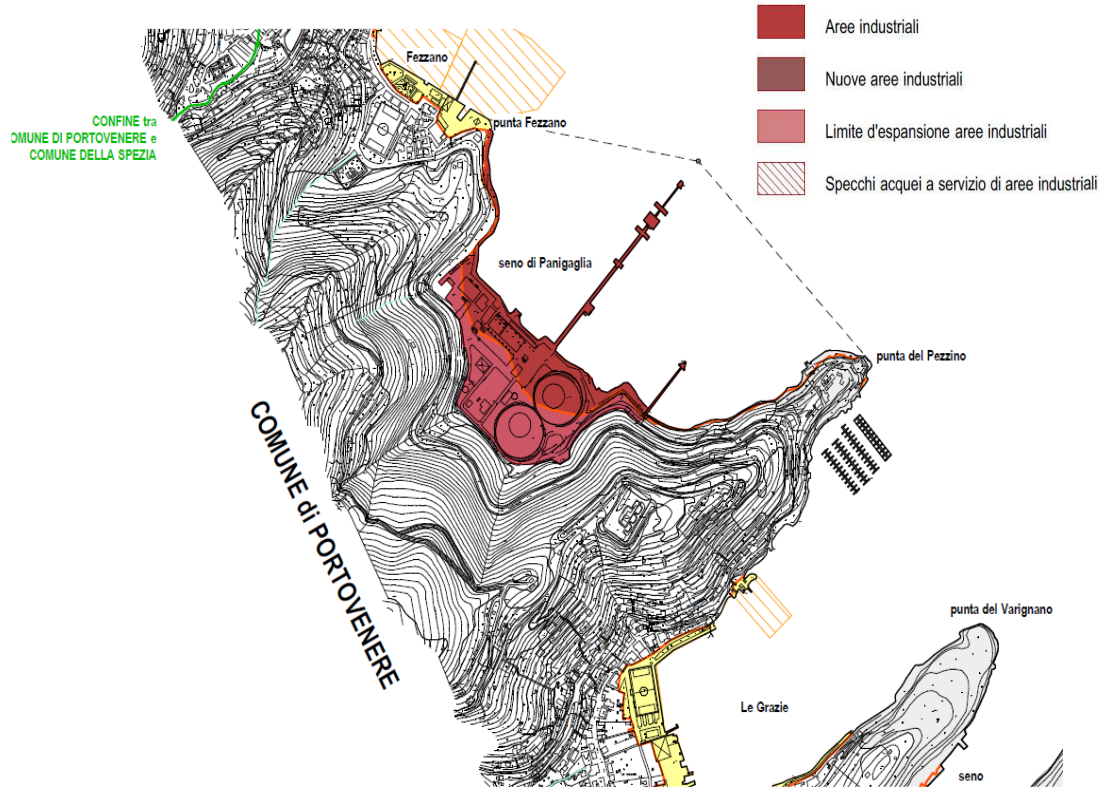 Aree industriali
Nuove aree industriali
Limite d'espansione aree industriali
Specchi acquei a servizio di aree industriali
Fezzano
punta Fezzano
CONFINE tra
OMUNE DI PORTOVENERE e
COMUNE DELLA SPEZIA
seno di Panigaglia
punta del Pezzino
COMUNE di PORTOVENERE
punta del Varignano
Le Grazie
seno